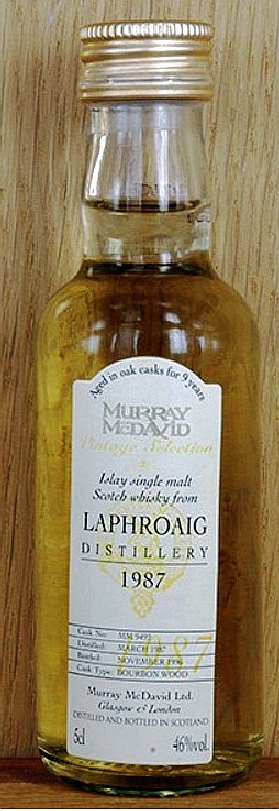 Aged in oak casks for 9 years
MURRAY
McDAVID
Vintage Selection
Islay single malt
Scotch whisky from
LAPHROAIG
DISTILLERY
1987
1987
Cask No:
Distilled: MARCH 1987
Bottled: NOVEMBER 1996
Cask Type: BOURBON WOOD
Murray McDavid Ltd.
Glasgow & London
DISTILLED AND BOTTLED IN SCOTLAND
5cl 46%vol.